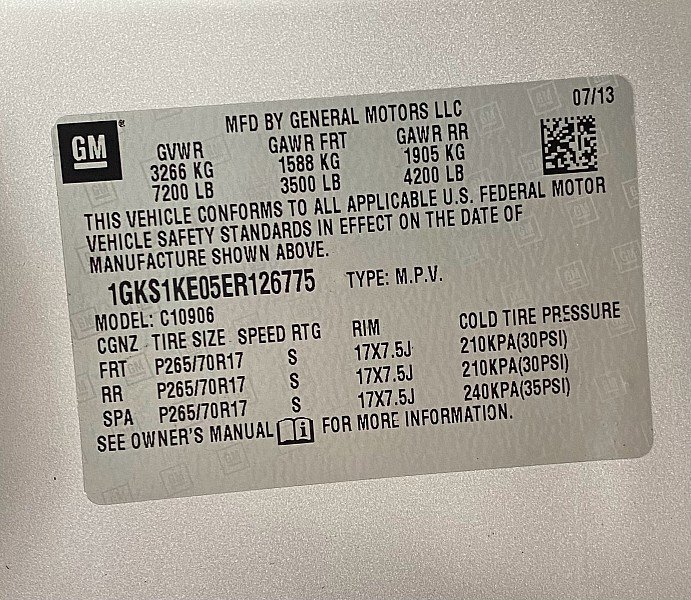 GM
MFD BY GENERAL MOTORS LLC 07/13
GVWR GAWR FRT GAWR RR
3266 KG 1588 KG 1905 KG
7200 LB 3500 LB 4200 LB
THIS VEHICLE CONFORMS TO ALL APPLICABLE U.S. FEDERAL MOTOR
VEHICLE SAFETY STANDARDS IN EFFECT ON THE DATE OF
MANUFACTURE SHOWN ABOVE.
1GKS1KE05ER126775 TYPE: M.P.V.
MODEL: C10906
CGNZ TIRE SIZE SPEED RTG RIM COLD TIRE PRESSURE
FRT P265/70R17 S 17X7.5J 210KPA(30PSI)
RR P265/70R17 S 17X7.5J 210KPA(30PSI)
SPA P265/70R17 S 17X7.5J 240KPA(35PSI)
SEE OWNER'S MANUAL i FOR MORE INFORMATION.